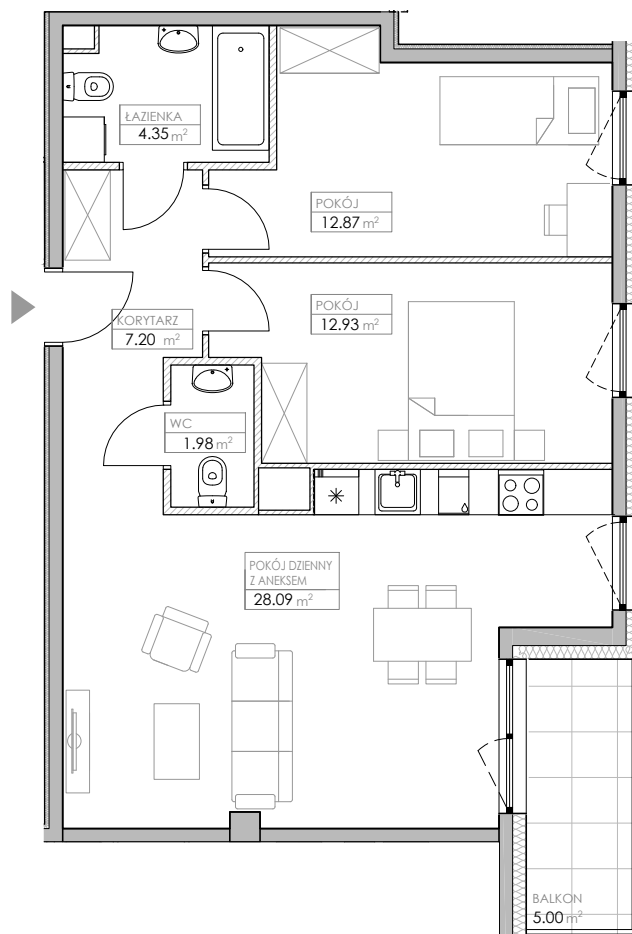 ŁAZIENKA
4.35 m²
POKÓJ
12.87 m²
POKÓJ
12.93 m²
KORYTARZ
7.20 m²
WC
1.98 m²
POKÓJ DZIENNY
Z ANEKSEM
28.09 m²
BALKON
5.00 m²